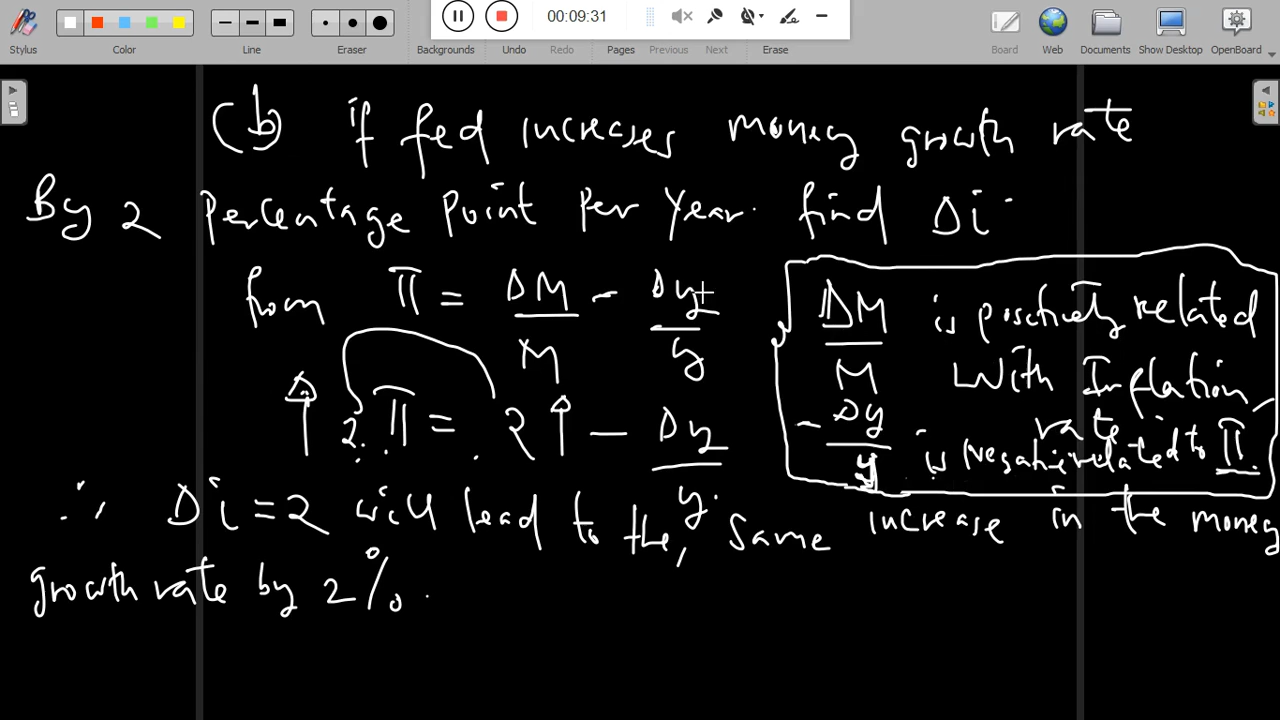 00:09:31
Stylus Color Line Eraser Backgrounds Undo Redo Pages Previous Next Erase Board Web Documents Show Desktop OpenBoard
(b) if fed increases money growth rate
By 2 Percentage Point Per Year. find Δi
from π = ΔM/M - Δy/y
↑ 2 π = 2 ↑ - Δy/y.
ΔM/M is positively related
With Inflation
rate
- Δy/y is negative related to π.
∴ Δi = 2 will lead to the, same increase in the money
growth rate by 2%.